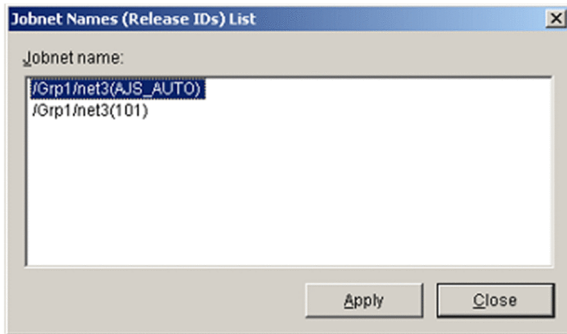 Jobnet Names (Release IDs) List
Jobnet name:
/Grp1/net3(AJS_AUTO)
/Grp1/net3(101)
Apply
Close